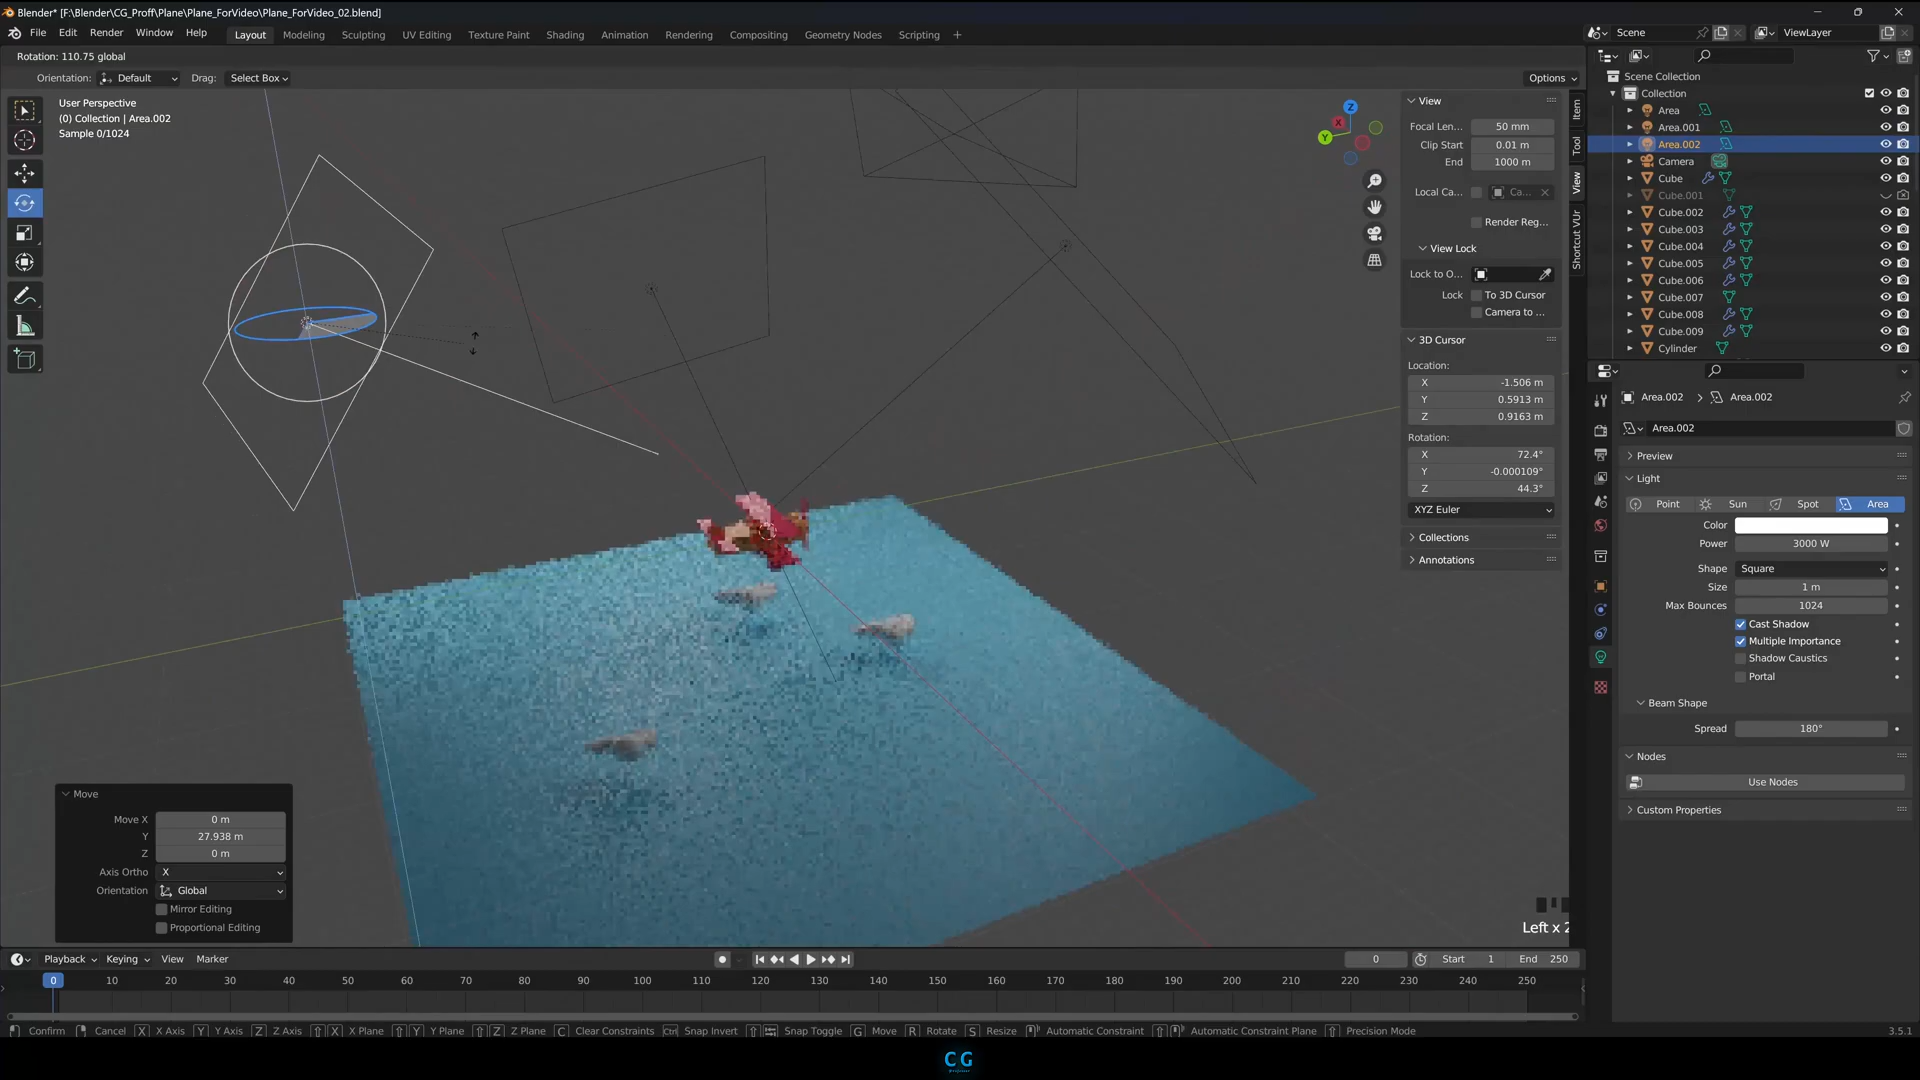 Blender* [F:\Blender\CG_Proff\Plane\Plane_ForVideo\Plane_ForVideo_02.blend]
File Edit Render Window Help Layout Modeling Sculpting UV Editing Texture Paint Shading Animation Rendering Compositing Geometry Nodes Scripting + Scene ViewLayer
Rotation: 110.75 global
Orientation: Default Drag: Select Box Options
User Perspective
(0) Collection | Area.002
Sample 0/1024
X
Y
Z
View
Focal Len... 50 mm
Clip Start 0.01 m
End 1000 m
Local Ca... Ca...
Render Reg...
View Lock
Lock to O...
Lock To 3D Cursor
Camera to ...
3D Cursor
Location:
X -1.506 m
Y 0.5913 m
Z 0.9163 m
Rotation:
X 72.4°
Y -0.000109°
Z 44.3°
XYZ Euler
Collections
Annotations
Item
Tool
View
Shortcut VUr
Scene Collection
Collection
Area
Area.001
Area.002
Camera
Cube
Cube.001
Cube.002
Cube.003
Cube.004
Cube.005
Cube.006
Cube.007
Cube.008
Cube.009
Cylinder
Area.002 > Area.002
Area.002
Preview
Light
Point Sun Spot Area
Color
Power 3000 W
Shape Square
Size 1 m
Max Bounces 1024
Cast Shadow
Multiple Importance
Shadow Caustics
Portal
Beam Shape
Spread 180°
Nodes
Use Nodes
Custom Properties
Move
Move X 0 m
Y 27.938 m
Z 0 m
Axis Ortho X
Orientation Global
Mirror Editing
Proportional Editing
Left x 2
Playback Keying View Marker 0 Start 1 End 250
0 10 20 30 40 50 60 70 80 90 100 110 120 130 140 150 160 170 180 190 200 210 220 230 240 250
Confirm Cancel X X Axis Y Y Axis Z Z Axis X X Plane Y Y Plane Z Z Plane C Clear Constraints Ctrl Snap Invert Snap Toggle G Move R Rotate S Resize Automatic Constraint Automatic Constraint Plane Precision Mode 3.5.1
CG